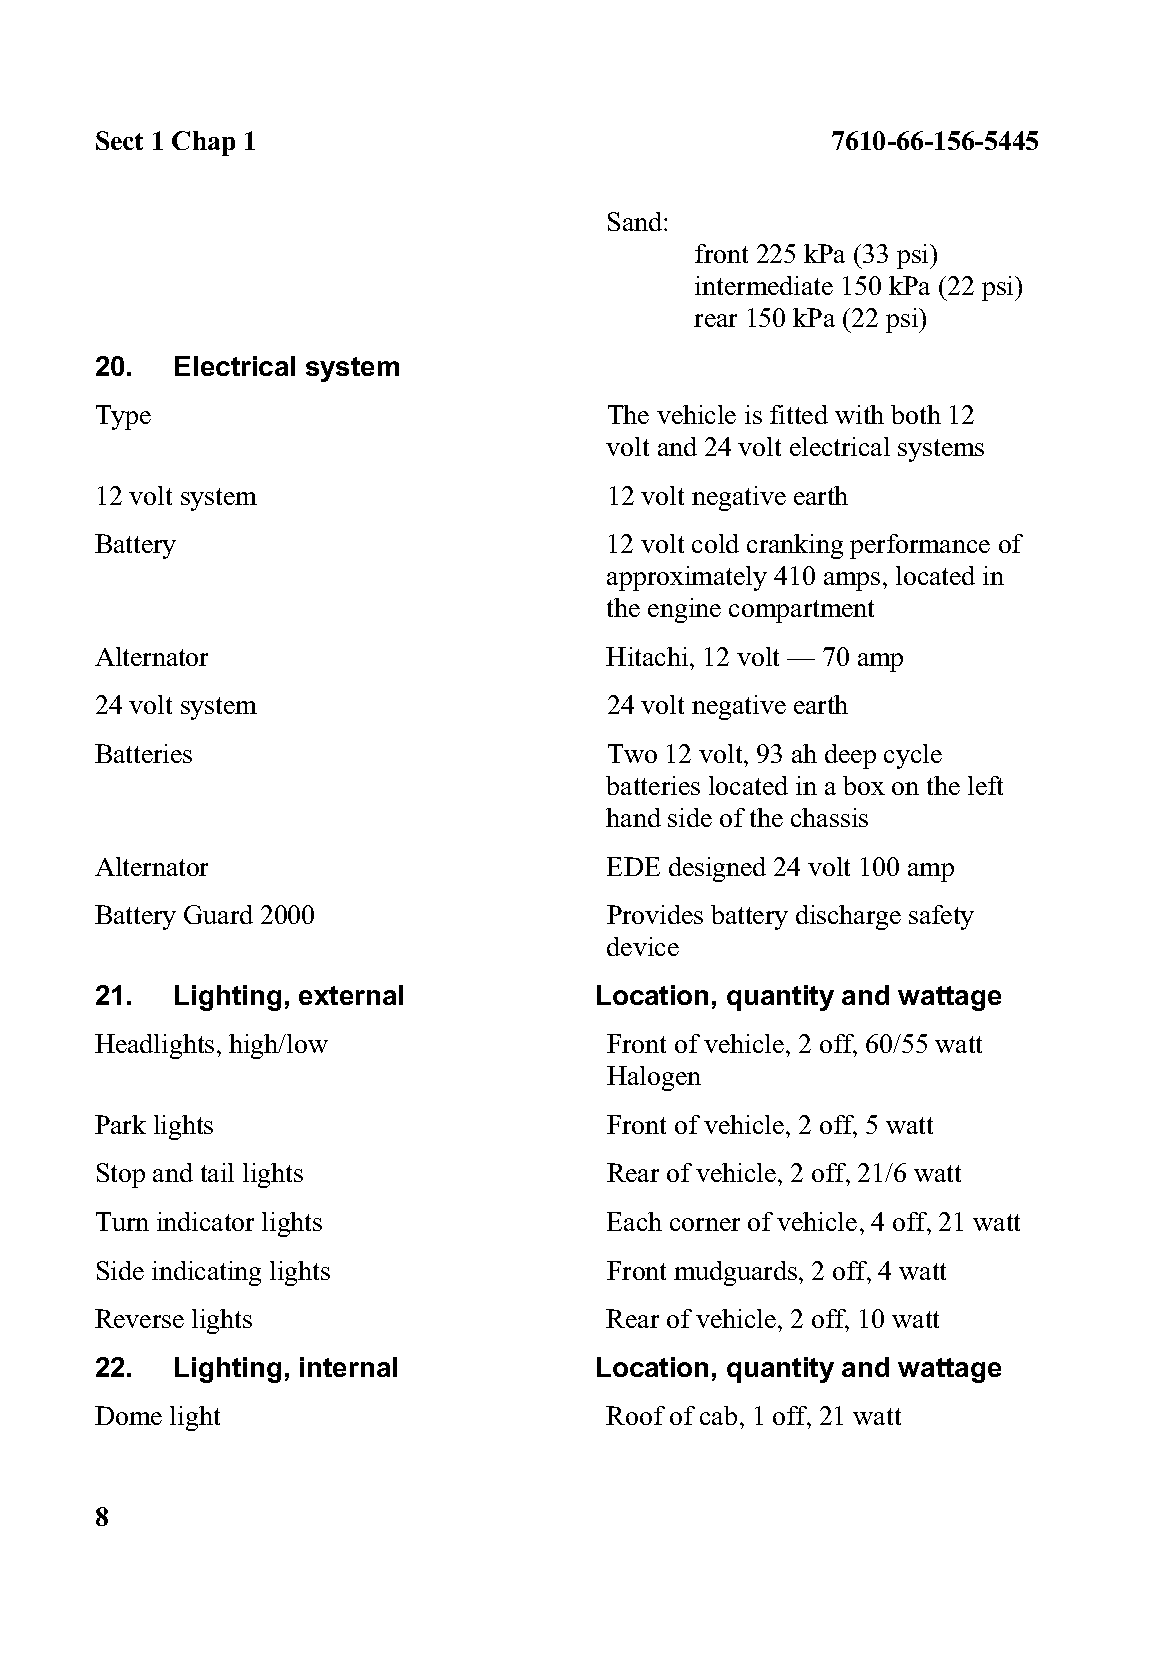 Sect 1 Chap 1 7610-66-156-5445
Sand:
front 225 kPa (33 psi)
intermediate 150 kPa (22 psi)
rear 150 kPa (22 psi)
20. Electrical system
Type The vehicle is fitted with both 12
volt and 24 volt electrical systems
12 volt system 12 volt negative earth
Battery 12 volt cold cranking performance of
approximately 410 amps, located in
the engine compartment
Alternator Hitachi, 12 volt — 70 amp
24 volt system 24 volt negative earth
Batteries Two 12 volt, 93 ah deep cycle
batteries located in a box on the left
hand side of the chassis
Alternator EDE designed 24 volt 100 amp
Battery Guard 2000 Provides battery discharge safety
device
21. Lighting, external Location, quantity and wattage
Headlights, high/low Front of vehicle, 2 off, 60/55 watt
Halogen
Park lights Front of vehicle, 2 off, 5 watt
Stop and tail lights Rear of vehicle, 2 off, 21/6 watt
Turn indicator lights Each corner of vehicle, 4 off, 21 watt
Side indicating lights Front mudguards, 2 off, 4 watt
Reverse lights Rear of vehicle, 2 off, 10 watt
22. Lighting, internal Location, quantity and wattage
Dome light Roof of cab, 1 off, 21 watt
8